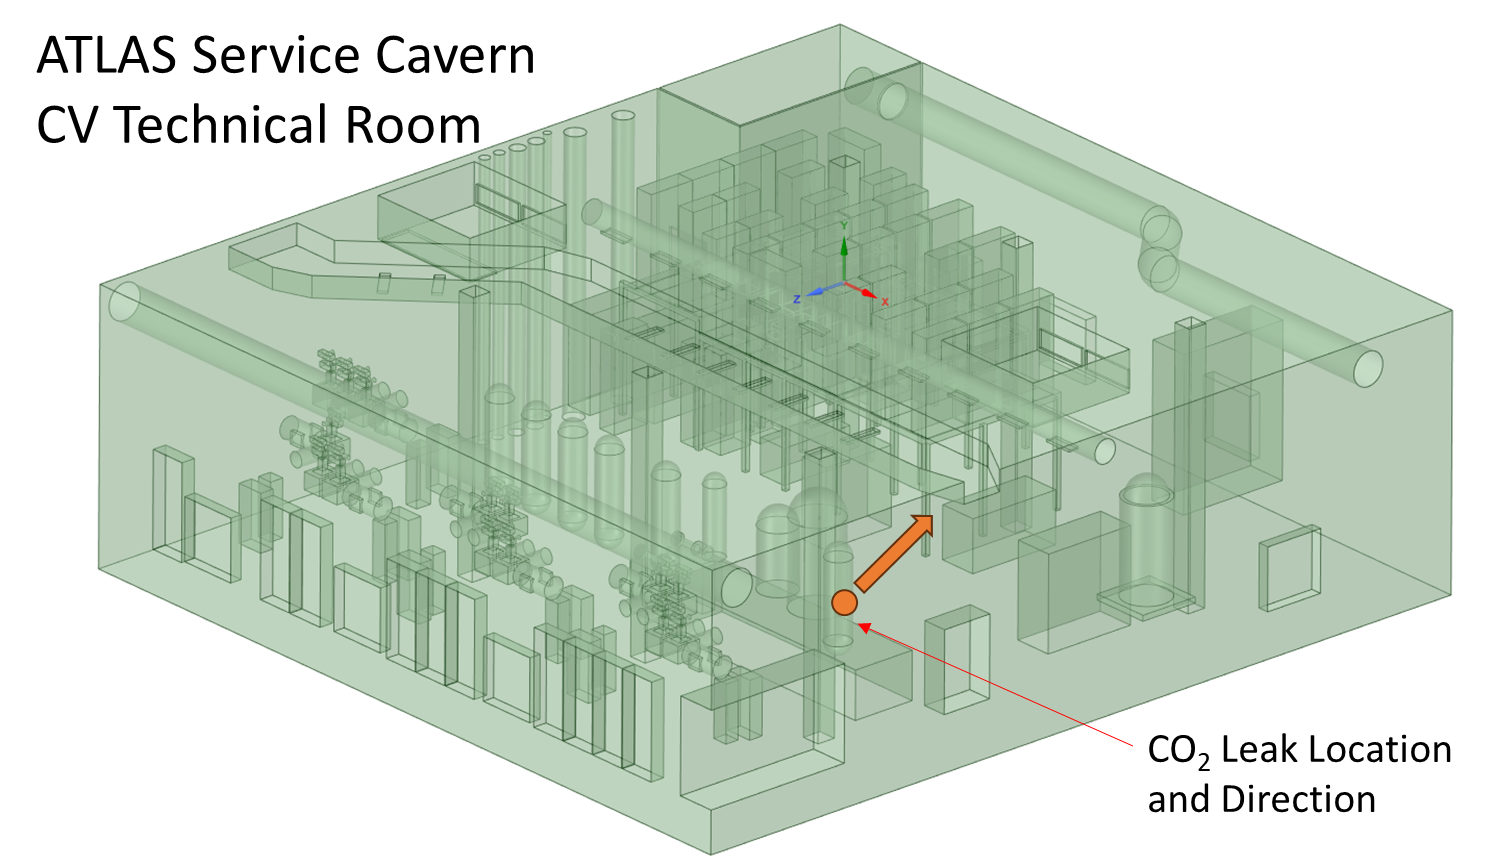 ATLAS Service Cavern
CV Technical Room
Y
Z
X
CO₂ Leak Location
and Direction